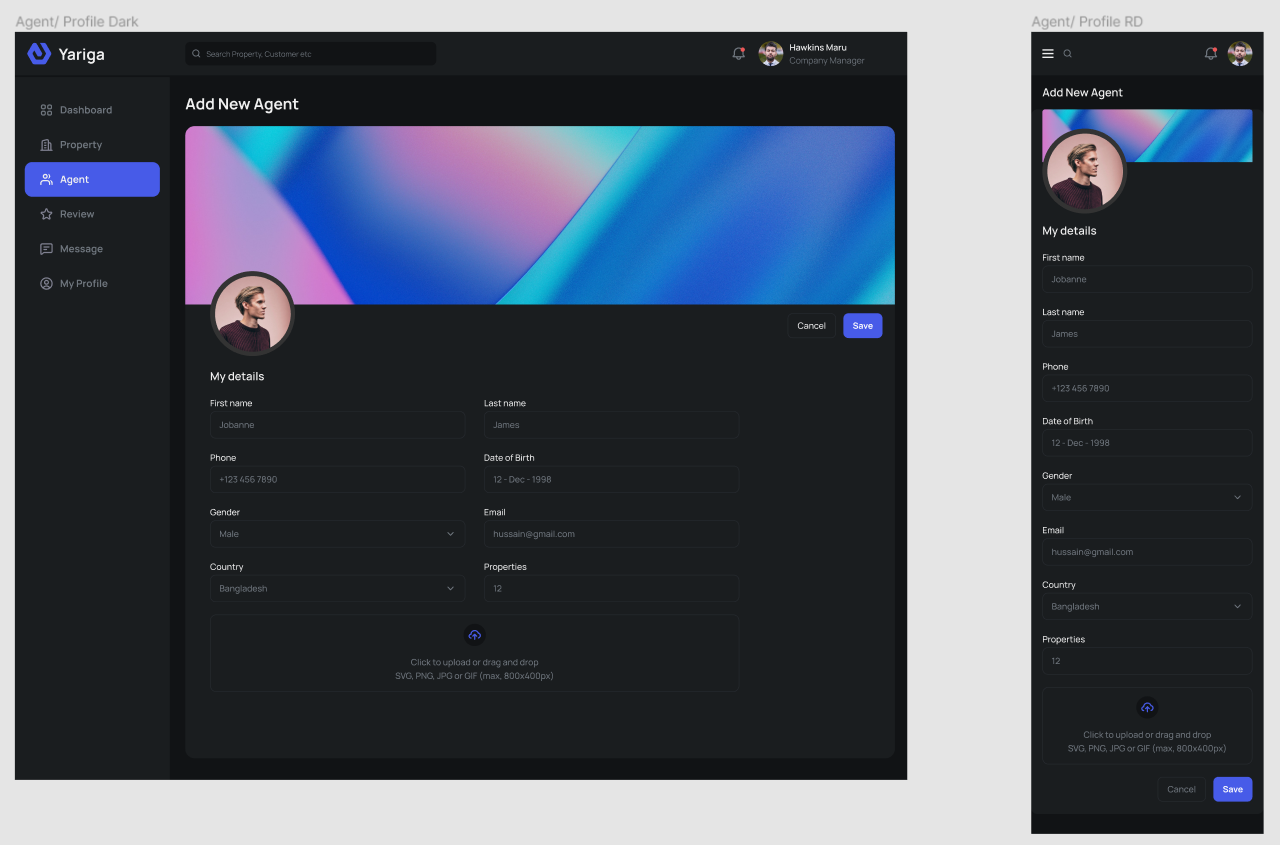 Agent/ Profile Dark
Yariga
Search Property, Customer etc
Hawkins Maru
Company Manager
Dashboard
Property
Agent
Review
Message
My Profile
Add New Agent
Cancel
Save
My details
First name
Last name
Jobanne
James
Phone
Date of Birth
+123 456 7890
12 - Dec - 1998
Gender
Email
Male
hussain@gmail.com
Country
Properties
Bangladesh
12
Click to upload or drag and drop
SVG, PNG, JPG or GIF (max, 800x400px)
Agent/ Profile RD
Add New Agent
My details
First name
Jobanne
Last name
James
Phone
+123 456 7890
Date of Birth
12 - Dec - 1998
Gender
Male
Email
hussain@gmail.com
Country
Bangladesh
Properties
12
Click to upload or drag and drop
SVG, PNG, JPG or GIF (max, 800x400px)
Cancel
Save